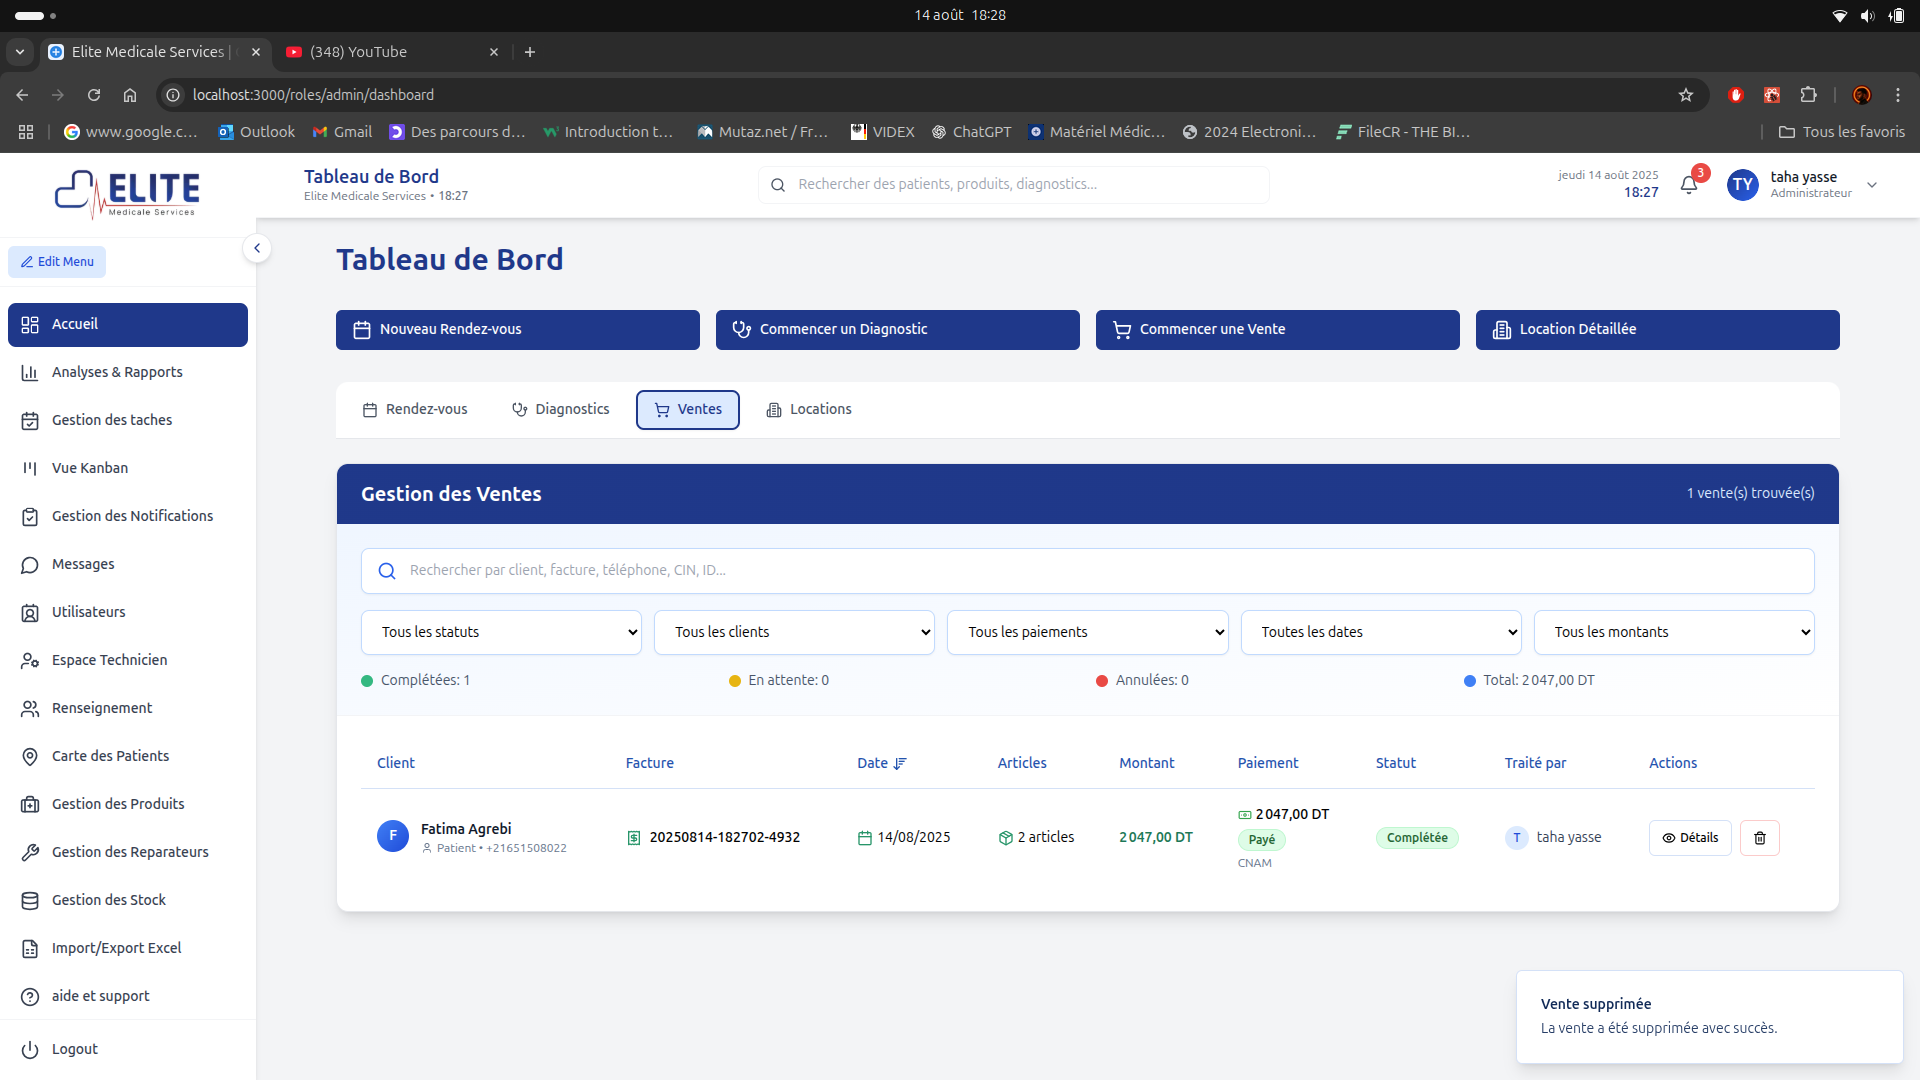 14 août 18:28
Elite Medicale Services |
(348) YouTube
localhost:3000/roles/admin/dashboard
www.google.c...
Outlook
Gmail
Des parcours d...
Introduction t...
Mutaz.net / Fr...
VIDEX
ChatGPT
Matériel Médic...
2024 Electroni...
FileCR - THE BI...
Tous les favoris
ELITE
Medicale Services
Tableau de Bord
Elite Medicale Services • 18:27
Rechercher des patients, produits, diagnostics...
jeudi 14 août 2025
18:27
3
TY
taha yasse
Administrateur
Edit Menu
Accueil
Analyses & Rapports
Gestion des taches
Vue Kanban
Gestion des Notifications
Messages
Utilisateurs
Espace Technicien
Renseignement
Carte des Patients
Gestion des Produits
Gestion des Reparateurs
Gestion des Stock
Import/Export Excel
aide et support
Logout
Tableau de Bord
Nouveau Rendez-vous
Commencer un Diagnostic
Commencer une Vente
Location Détaillée
Rendez-vous
Diagnostics
Ventes
Locations
Gestion des Ventes
1 vente(s) trouvée(s)
Rechercher par client, facture, téléphone, CIN, ID...
Tous les statuts
Tous les clients
Tous les paiements
Toutes les dates
Tous les montants
Complétées: 1
En attente: 0
Annulées: 0
Total: 2 047,00 DT
Client
Facture
Date
Articles
Montant
Paiement
Statut
Traité par
Actions
F
Fatima Agrebi
Patient • +21651508022
20250814-182702-4932
14/08/2025
2 articles
2 047,00 DT
2 047,00 DT
Payé
CNAM
Complétée
T
taha yasse
Détails
Vente supprimée
La vente a été supprimée avec succès.